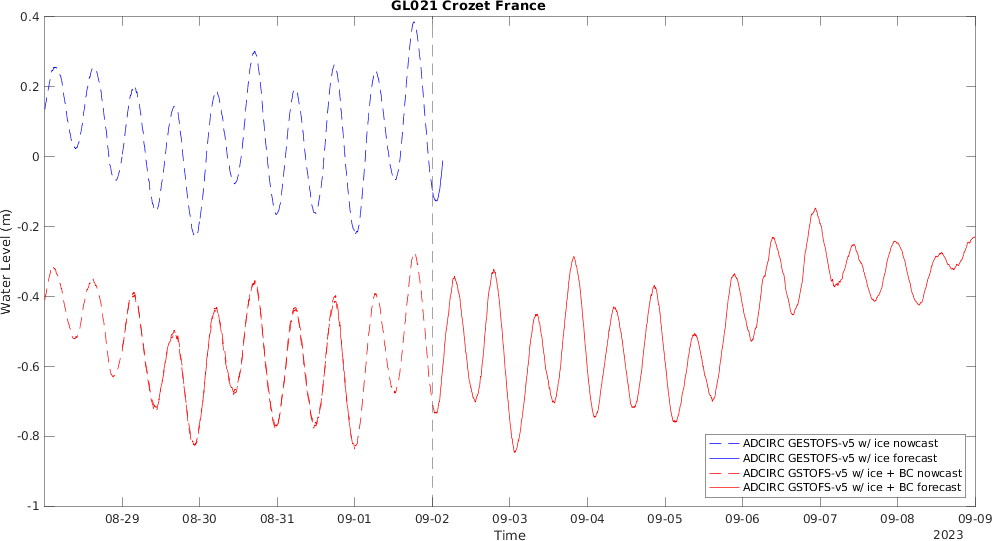 GL021 Crozet France
Water Level (m)
0.4
0.2
0
-0.2
-0.4
-0.6
-0.8
-1
ADCIRC GESTOFS-v5 w/ ice nowcast
ADCIRC GESTOFS-v5 w/ ice forecast
ADCIRC GSTOFS-v5 w/ ice + BC nowcast
ADCIRC GSTOFS-v5 w/ ice + BC forecast
08-29 08-30 08-31 09-01 09-02 09-03 09-04 09-05 09-06 09-07 09-08 09-09
Time
2023